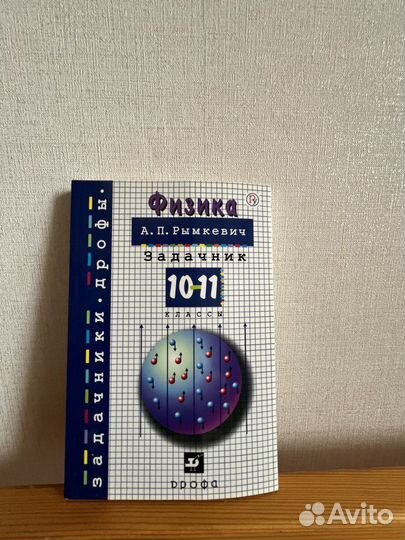 задачники.дрофы.
Физика
А.П.Рымкевич
Задачник
10-11
классы
дрофа
Avito